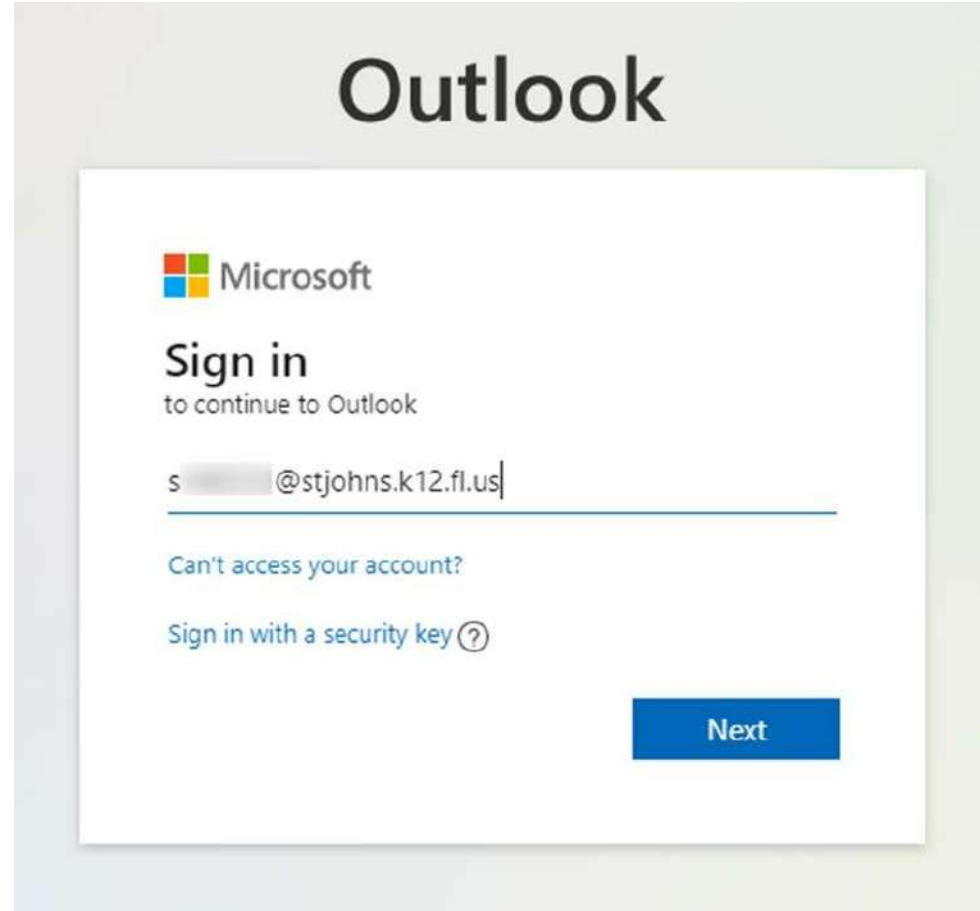 Outlook
Microsoft
Sign in
to continue to Outlook
s @stjohns.k12.fl.us
Can't access your account?
Sign in with a security key
Next